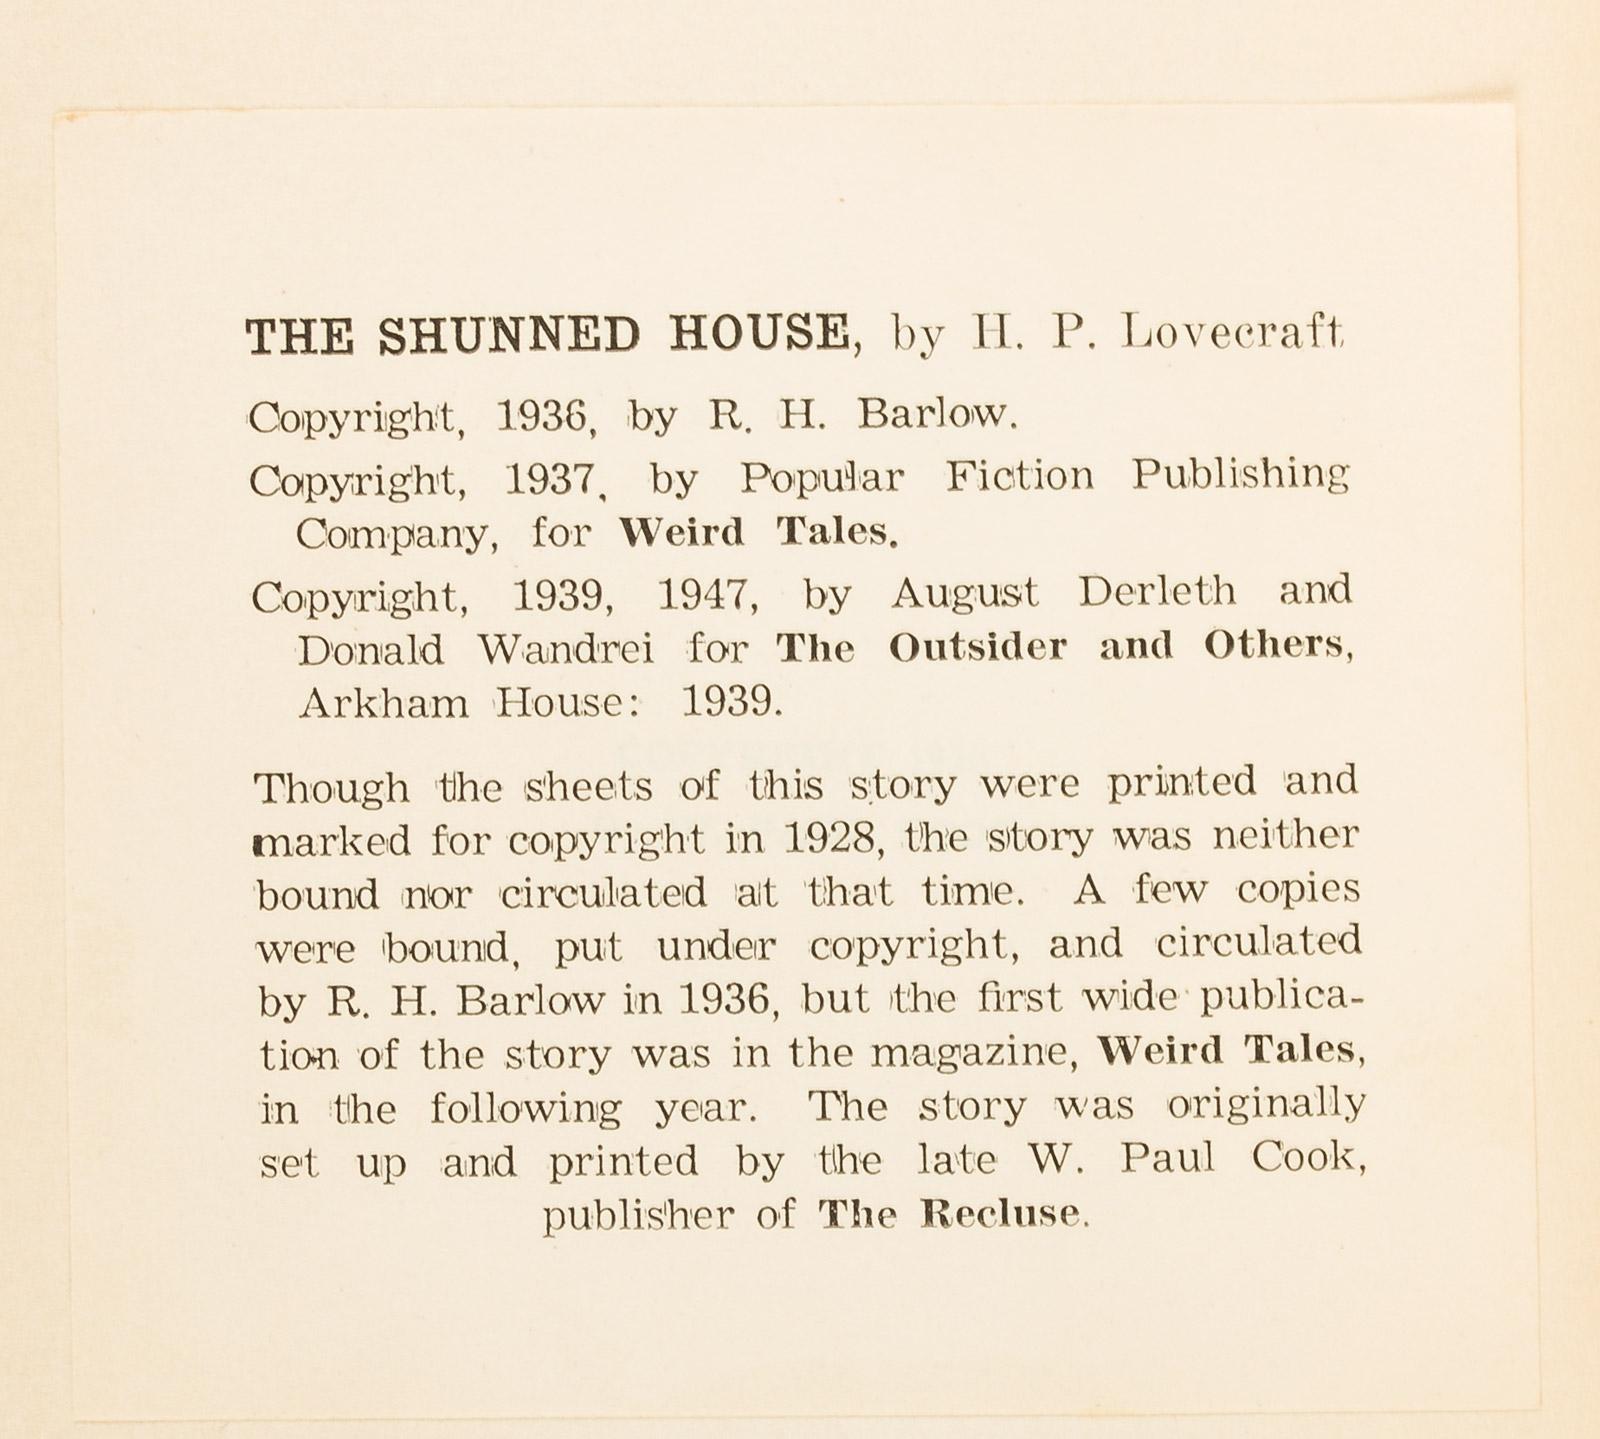 THE SHUNNED HOUSE, by H. P. Lovecraft
Copyright, 1936, by R. H. Barlow.
Copyright, 1937, by Popular Fiction Publishing
Company, for Weird Tales.
Copyright, 1939, 1947, by August Derleth and
Donald Wandrei for The Outsider and Others,
Arkham House: 1939.
Though the sheets of this story were printed and
marked for copyright in 1928, the story was neither
bound nor circulated at that time. A few copies
were bound, put under copyright, and circulated
by R. H. Barlow in 1936, but the first wide publica-
tion of the story was in the magazine, Weird Tales,
in the following year. The story was originally
set up and printed by the late W. Paul Cook,
publisher of The Recluse.